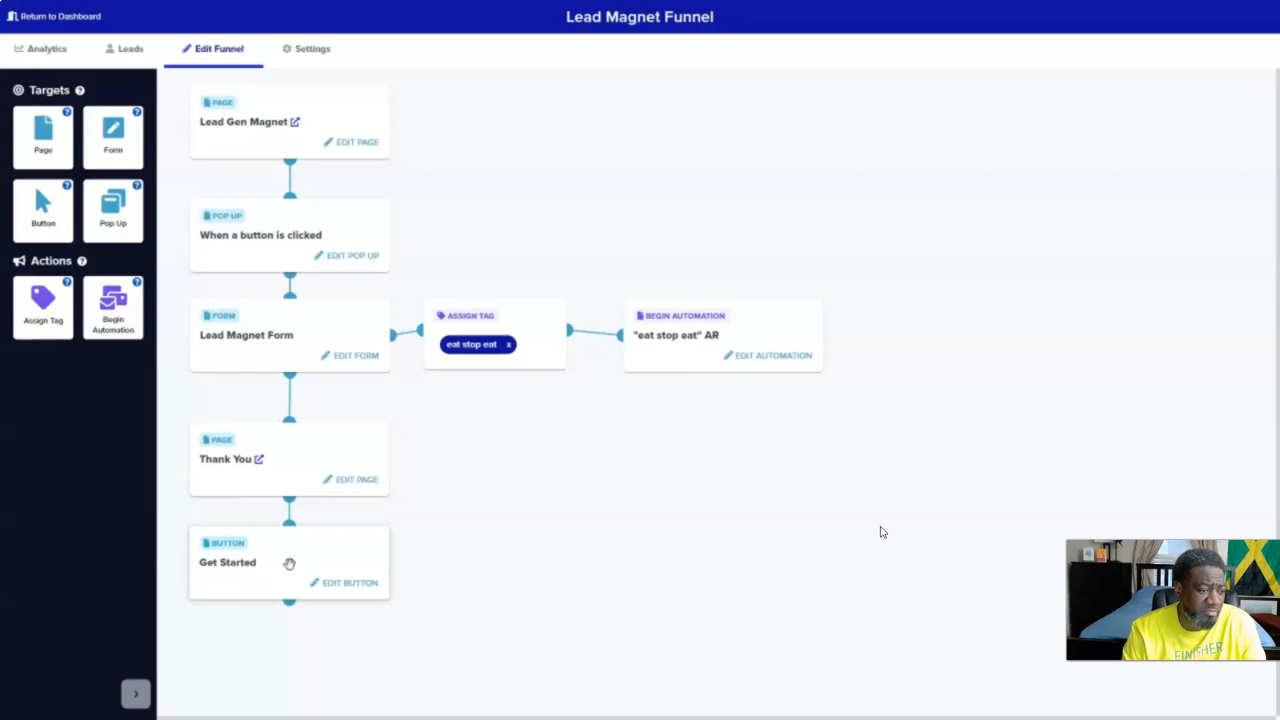 Return to Dashboard
Lead Magnet Funnel
Analytics
Leads
Edit Funnel
Settings
Targets ?
Page ?
Form ?
Button ?
Pop Up ?
Actions ?
Assign Tag ?
Begin Automation ?
PAGE
Lead Gen Magnet
EDIT PAGE
POP UP
When a button is clicked
EDIT POP UP
FORM
Lead Magnet Form
EDIT FORM
ASSIGN TAG
eat stop eat x
BEGIN AUTOMATION
"eat stop eat" AR
EDIT AUTOMATION
PAGE
Thank You
EDIT PAGE
BUTTON
Get Started
EDIT BUTTON
FINISHER